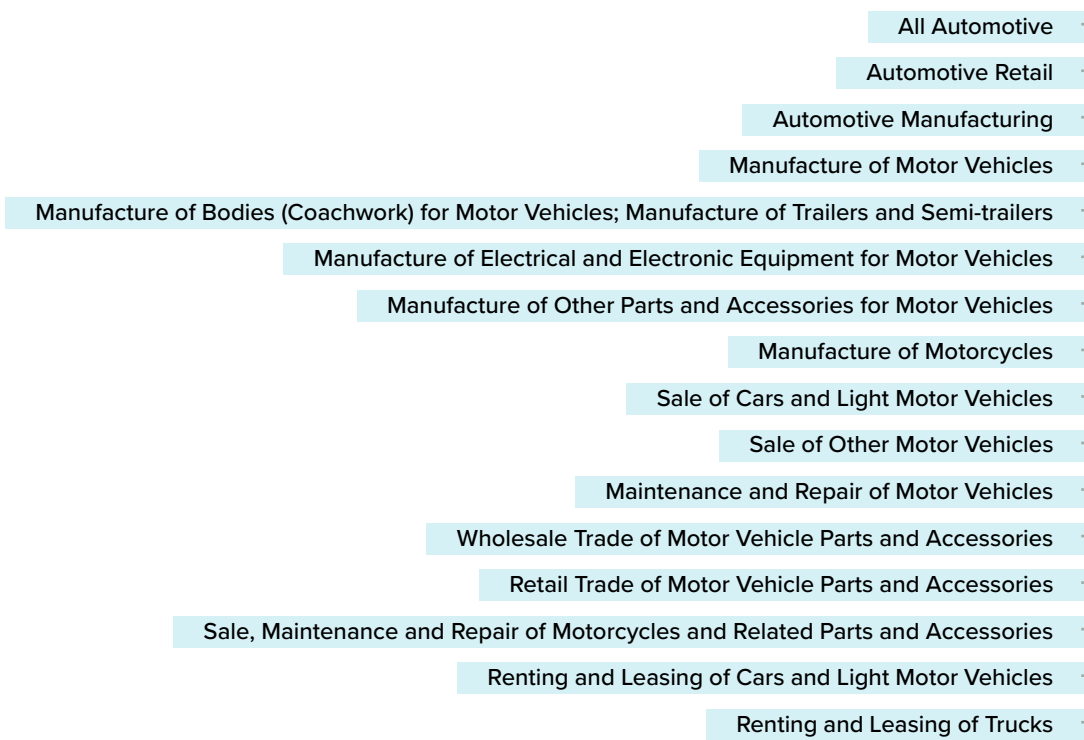 All Automotive
Automotive Retail
Automotive Manufacturing
Manufacture of Motor Vehicles
Manufacture of Bodies (Coachwork) for Motor Vehicles; Manufacture of Trailers and Semi-trailers
Manufacture of Electrical and Electronic Equipment for Motor Vehicles
Manufacture of Other Parts and Accessories for Motor Vehicles
Manufacture of Motorcycles
Sale of Cars and Light Motor Vehicles
Sale of Other Motor Vehicles
Maintenance and Repair of Motor Vehicles
Wholesale Trade of Motor Vehicle Parts and Accessories
Retail Trade of Motor Vehicle Parts and Accessories
Sale, Maintenance and Repair of Motorcycles and Related Parts and Accessories
Renting and Leasing of Cars and Light Motor Vehicles
Renting and Leasing of Trucks